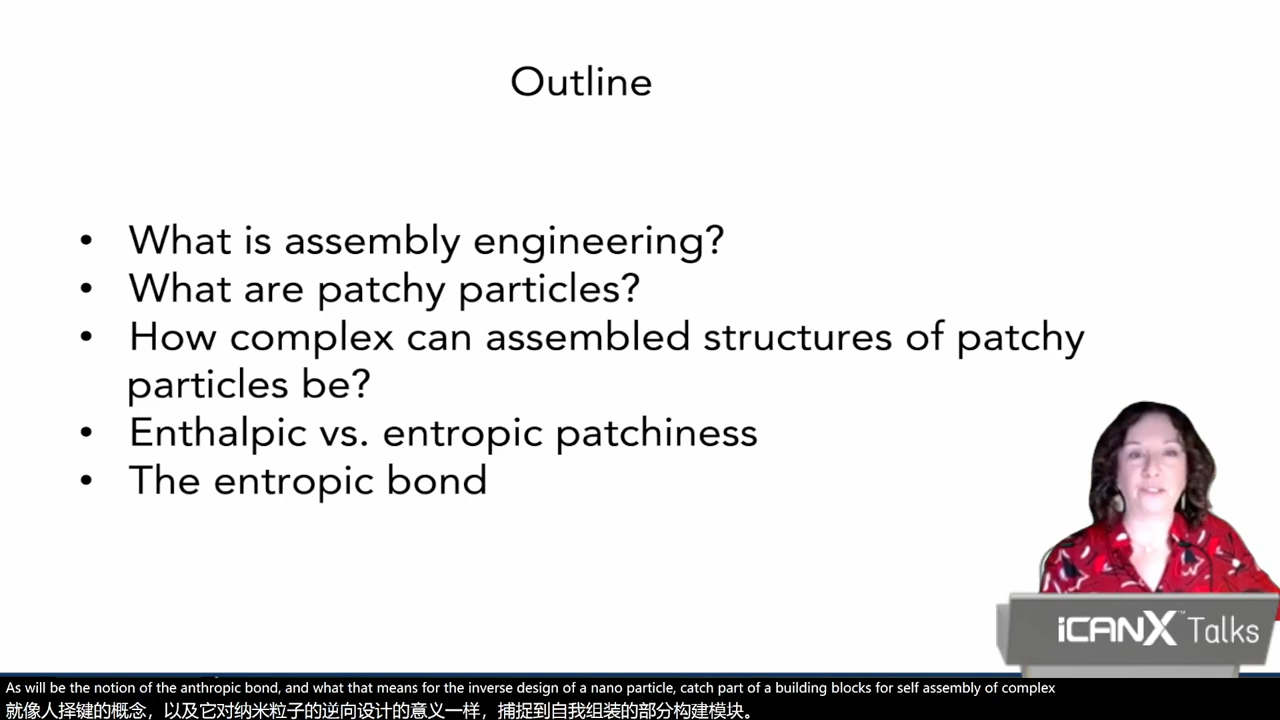 Outline
• What is assembly engineering?
• What are patchy particles?
• How complex can assembled structures of patchy
particles be?
• Enthalpic vs. entropic patchiness
• The entropic bond
iCANX™ Talks
As will be the notion of the anthropic bond, and what that means for the inverse design of a nano particle, catch part of a building blocks for self assembly of complex
就像人择键的概念，以及它对纳米粒子的逆向设计的意义一样，捕捉到自我组装的部分构建模块。